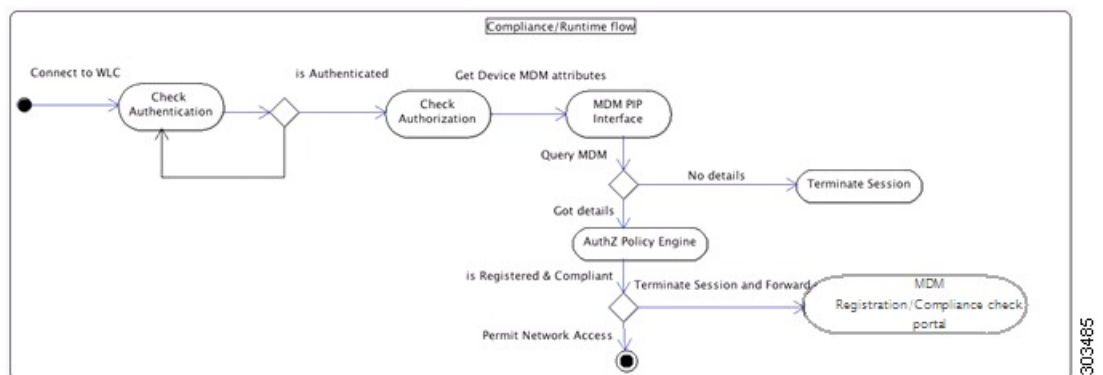 Compliance/Runtime flow
Connect to WLC
is Authenticated
Get Device MDM attributes
Check
Authentication
Check
Authorization
MDM PIP
Interface
Query MDM
No details
Terminate Session
Got details
AuthZ Policy Engine
is Registered & Compliant
Terminate Session and Forward
MDM
Registration/Compliance check
portal
Permit Network Access
303485